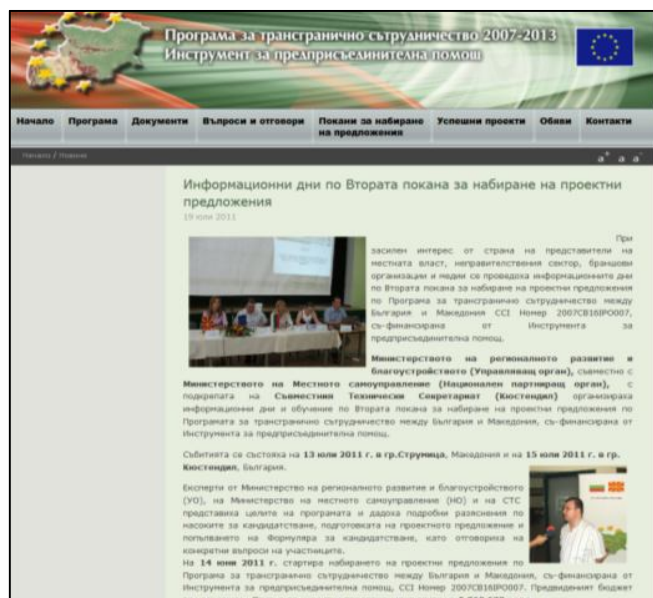 Програма за трансгранично сътрудничество 2007-2013
Инструмент за предприсъединителна помощ
Начало Програма Документи Въпроси и отговори Покани за набиране на предложения Успешни проекти Обяви Контакти
Начало / Новини
a+ a a-
Информационни дни по Втората покана за набиране на проектни
предложения
19 юли 2011
При
засилен интерес от страна на представители на
местната власт, неправителствения сектор, браншови
организации и медии се проведоха информационните дни
по Втората покана за набиране на проектни предложения
по Програма за трансгранично сътрудничество между
България и Македония CCI Номер 2007CB16IPO007,
съ-финансирана от Инструмента за
предприсъединителна помощ.
Министерството на регионалното развитие и
благоустройството (Управляващ орган), съвместно с
Министерството на Местното самоуправление (Национален партниращ орган), с
подкрепата на Съвместния Технически Секретариат (Кюстендил) организираха
информационни дни и обучение по Втората покана за набиране на проектни предложения по
Програмата за трансгранично сътрудничество между България и Македония, съ-финансирана от
Инструмента за предприсъединителна помощ.
Събитията се състояха на 13 юли 2011 г. в гр.Струмица, Македония и на 15 юли 2011 г. в гр.
Кюстендил, България.
Експерти от Министерство на регионалното развитие и благоустройството
(УО), на Министерство на местното самоуправление (НО) и на СТС
представиха целите на програмата и дадоха подробни разяснения по
насоките за кандидатстване, подготовката на проектното предложение и
попълването на Формуляра за кандидатстване, като отговориха на
конкретни въпроси на участниците.
На 14 юни 2011 г. стартира набирането на проектни предложения по
Програма за трансгранично сътрудничество между България и Македония, съ-финансирана от
Инструмента за предприсъединителна помощ, CCI Номер 2007CB16IPO007. Предвиденият бюджет